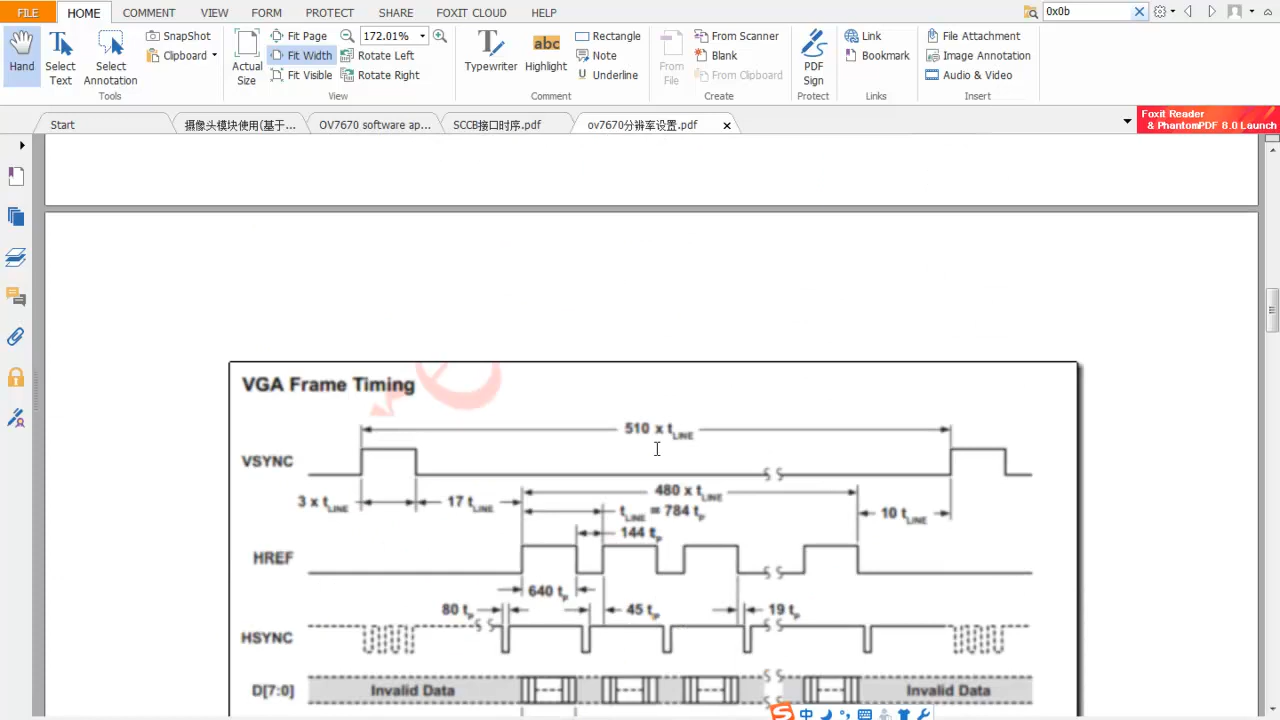 FILE HOME COMMENT VIEW FORM PROTECT SHARE FOXIT CLOUD HELP 0x0b
Hand
Select
Text
Select
Annotation
SnapShot
Clipboard
Tools
Actual
Size
Fit Page
Fit Width
Fit Visible
172.01%
Rotate Left
Rotate Right
View
Typewriter
abc
Highlight
Rectangle
Note
Underline
Comment
From
File
From Scanner
Blank
From Clipboard
Create
PDF
Sign
Protect
Link
Bookmark
Links
File Attachment
Image Annotation
Audio & Video
Insert
Start
摄像头模块使用(基于...
OV7670 software ap...
SCCB接口时序.pdf
ov7670分辨率设置.pdf
Foxit Reader
& PhantomPDF 6.0 Launch
VGA Frame Timing
510 x tLINE
VSYNC
480 x tLINE
3 x tLINE
17 tLINE
tLINE = 784 tP
10 tLINE
144 tP
HREF
640 tP
80 tP
45 tP
19 tP
HSYNC
D[7:0]
Invalid Data
Invalid Data
中